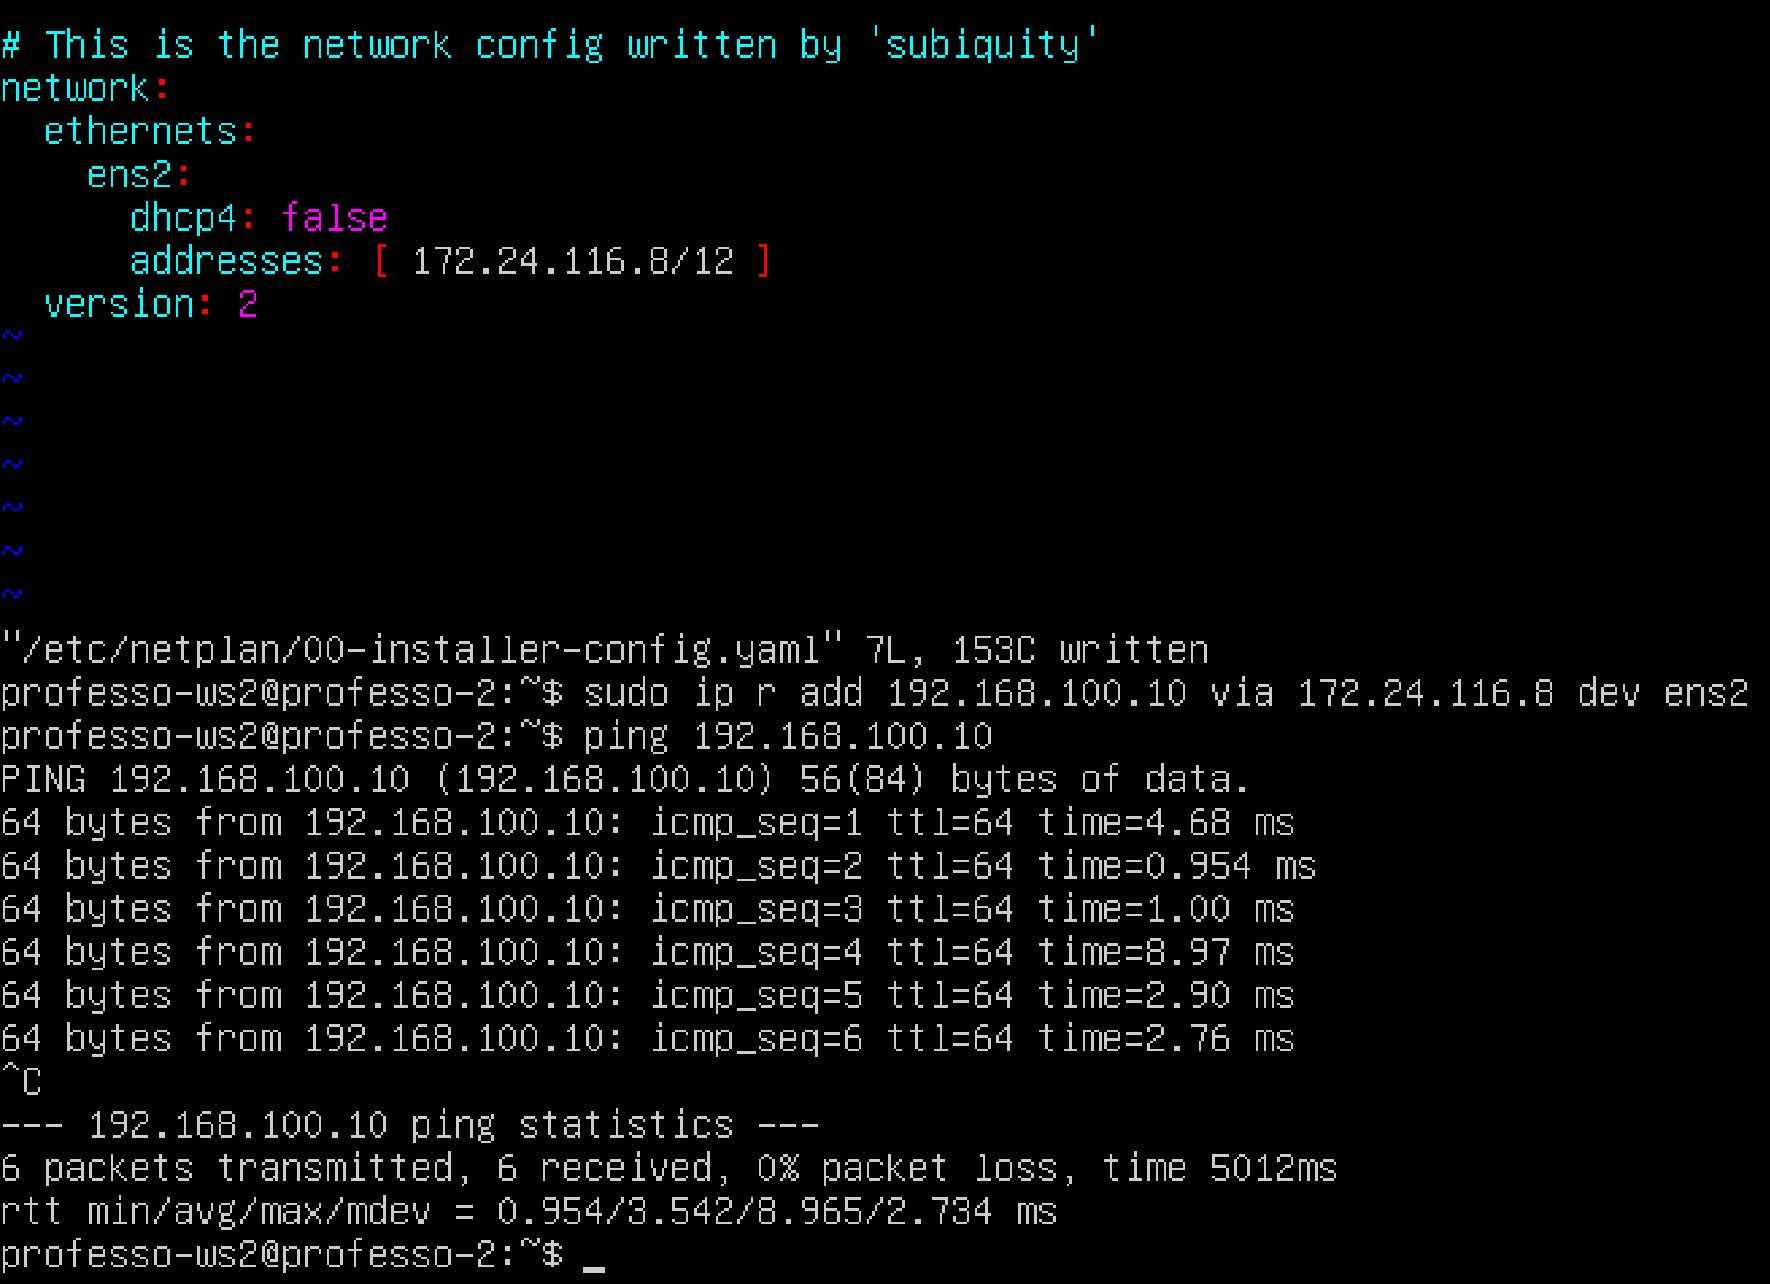 # This is the network config written by 'subiquity'
network:
  ethernets:
    ens2:
      dhcp4: false
      addresses: [ 172.24.116.8/12 ]
  version: 2
~
~
~
~
~
~
~
"/etc/netplan/00-installer-config.yaml" 7L, 153C written
professo-ws2@professo-2:~$ sudo ip r add 192.168.100.10 via 172.24.116.8 dev ens2
professo-ws2@professo-2:~$ ping 192.168.100.10
PING 192.168.100.10 (192.168.100.10) 56(84) bytes of data.
64 bytes from 192.168.100.10: icmp_seq=1 ttl=64 time=4.68 ms
64 bytes from 192.168.100.10: icmp_seq=2 ttl=64 time=0.954 ms
64 bytes from 192.168.100.10: icmp_seq=3 ttl=64 time=1.00 ms
64 bytes from 192.168.100.10: icmp_seq=4 ttl=64 time=8.97 ms
64 bytes from 192.168.100.10: icmp_seq=5 ttl=64 time=2.90 ms
64 bytes from 192.168.100.10: icmp_seq=6 ttl=64 time=2.76 ms
^C
--- 192.168.100.10 ping statistics ---
6 packets transmitted, 6 received, 0% packet loss, time 5012ms
rtt min/avg/max/mdev = 0.954/3.542/8.965/2.734 ms
professo-ws2@professo-2:~$ _